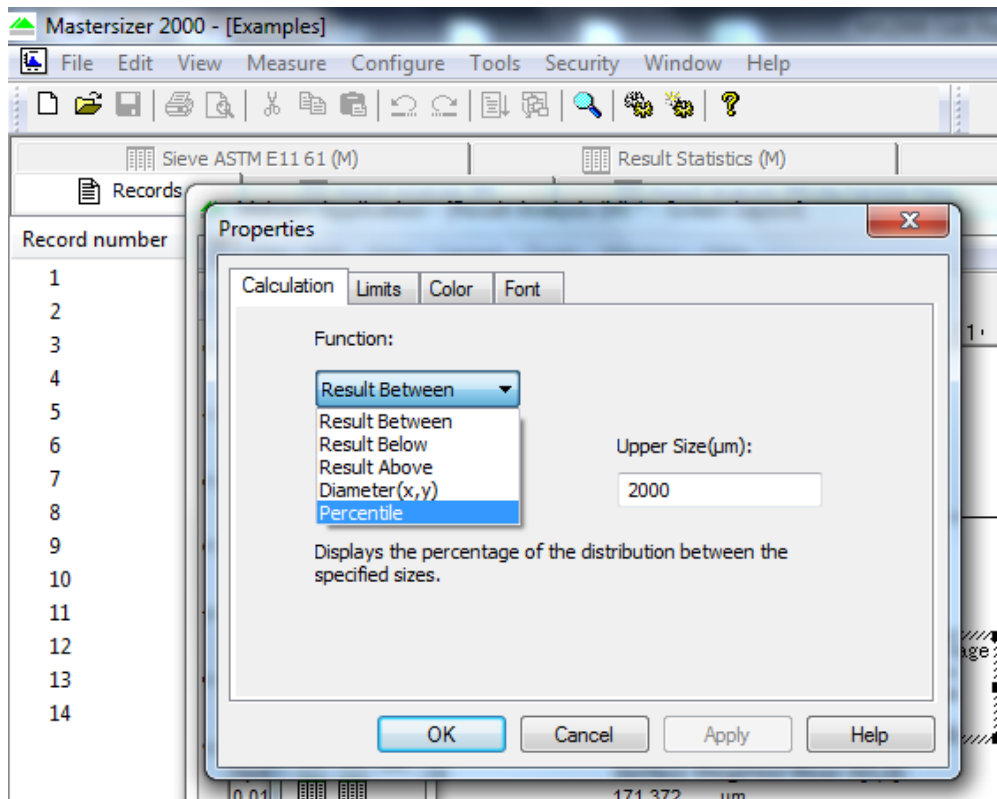 Mastersizer 2000 - [Examples]
File Edit View Measure Configure Tools Security Window Help
Sieve ASTM E11 61 (M) Result Statistics (M)
Records
Record number
Properties
1
2
3
4
5
6
7
8
9
10
11
12
13
14
Calculation Limits Color Font
Function:
Result Between
Result Between
Result Below
Result Above
Diameter(x,y)
Percentile
Upper Size(µm):
2000
Displays the percentage of the distribution between the
specified sizes.
OK Cancel Apply Help
0.01
171.372 um